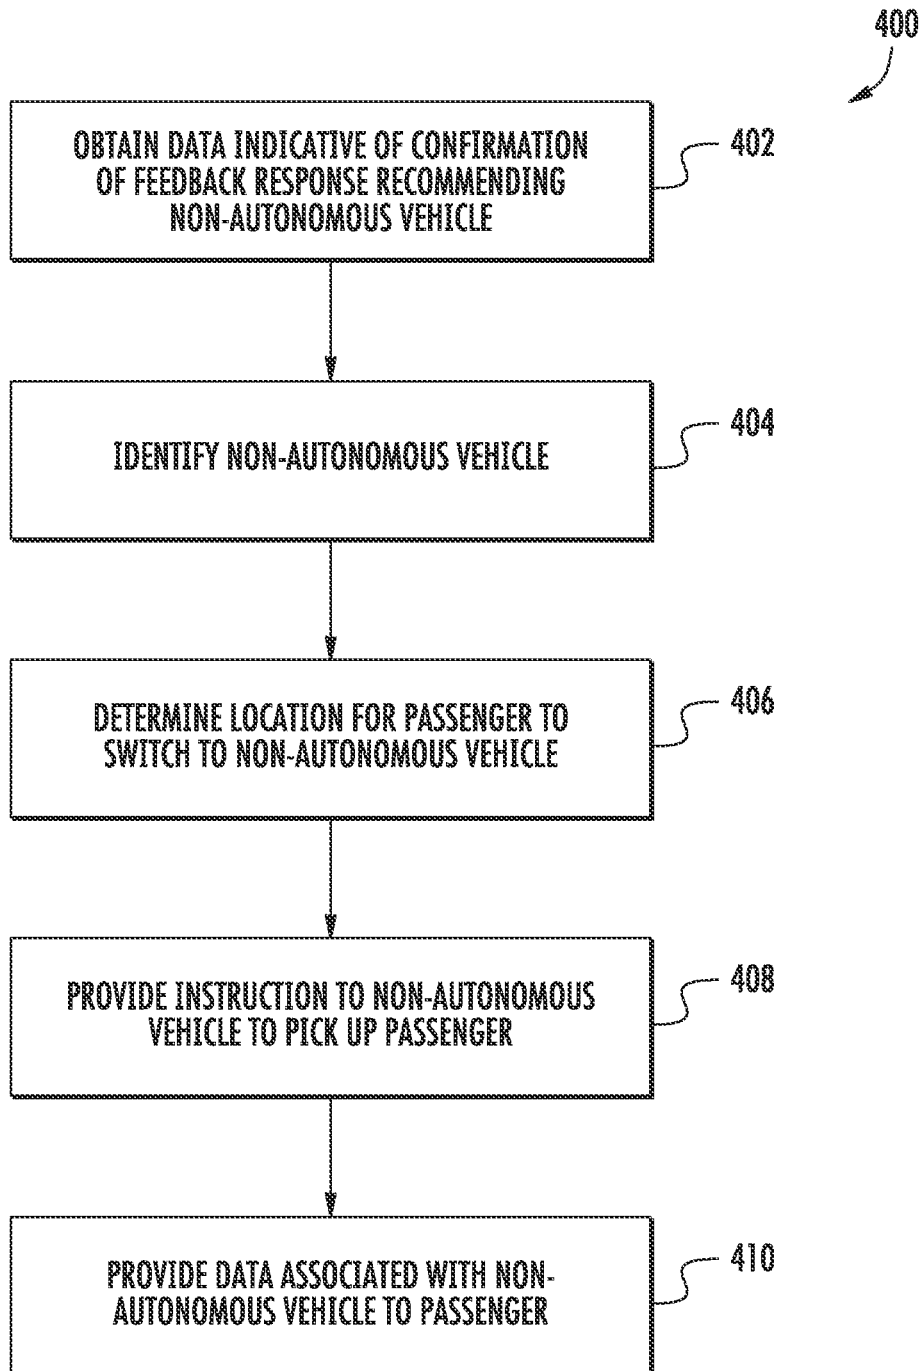 400
OBTAIN DATA INDICATIVE OF CONFIRMATION
OF FEEDBACK RESPONSE RECOMMENDING
NON-AUTONOMOUS VEHICLE
402
IDENTIFY NON-AUTONOMOUS VEHICLE
404
DETERMINE LOCATION FOR PASSENGER TO
SWITCH TO NON-AUTONOMOUS VEHICLE
406
PROVIDE INSTRUCTION TO NON-AUTONOMOUS
VEHICLE TO PICK UP PASSENGER
408
PROVIDE DATA ASSOCIATED WITH NON-
AUTONOMOUS VEHICLE TO PASSENGER
410